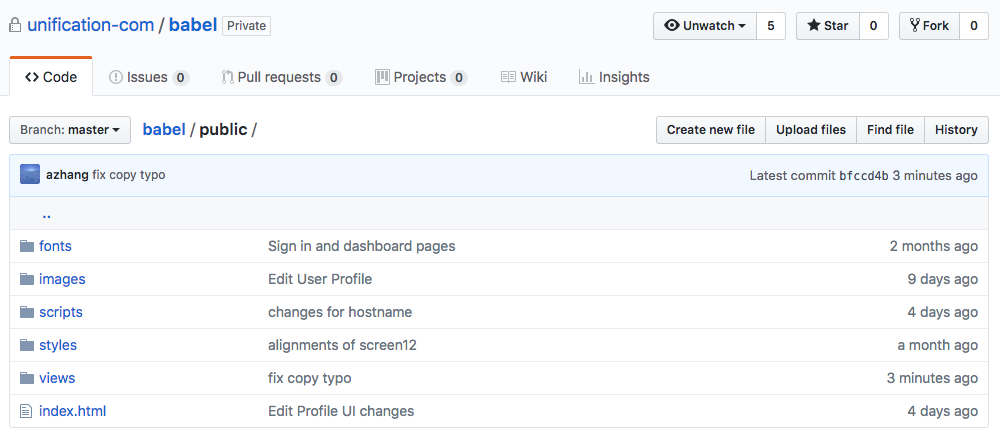 unification-com / babel Private Unwatch 5 Star 0 Fork 0
Code Issues 0 Pull requests 0 Projects 0 Wiki Insights
Branch: master babel / public / Create new file Upload files Find file History
azhang fix copy typo Latest commit bfccd4b 3 minutes ago
..
fonts Sign in and dashboard pages 2 months ago
images Edit User Profile 9 days ago
scripts changes for hostname 4 days ago
styles alignments of screen12 a month ago
views fix copy typo 3 minutes ago
index.html Edit Profile UI changes 4 days ago